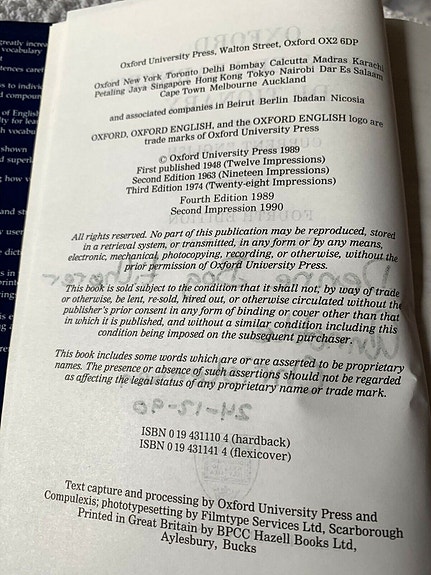 Oxford University Press, Walton Street, Oxford OX2 6DP
Oxford New York Toronto Delhi Bombay Calcutta Madras Karachi
Petaling Jaya Singapore Hong Kong Tokyo Nairobi Dar Es Salaam
Cape Town Melbourne Auckland
and associated companies in Beirut Berlin Ibadan Nicosia
OXFORD, OXFORD ENGLISH, and the OXFORD ENGLISH logo are
trade marks of Oxford University Press
© Oxford University Press 1989
First published 1948 (Twelve Impressions)
Second Edition 1963 (Nineteen Impressions)
Third Edition 1974 (Twenty-eight Impressions)
Fourth Edition 1989
Second Impression 1990
All rights reserved. No part of this publication may be reproduced, stored
in a retrieval system, or transmitted, in any form or by any means,
electronic, mechanical, photocopying, recording, or otherwise, without the
prior permission of Oxford University Press.
This book is sold subject to the condition that it shall not, by way of trade
or otherwise, be lent, re-sold, hired out, or otherwise circulated without the
publisher's prior consent in any form of binding or cover other than that
in which it is published, and without a similar condition including this
condition being imposed on the subsequent purchaser.
This book includes some words which are or are asserted to be proprietary
names. The presence or absence of such assertions should not be regarded
as affecting the legal status of any proprietary name or trade mark.
24-12-90
ISBN 0 19 431110 4 (hardback)
ISBN 0 19 431141 4 (flexicover)
Text capture and processing by Oxford University Press and
Compulexis; phototypesetting by Filmtype Services Ltd, Scarborough
Printed in Great Britain by BPCC Hazell Books Ltd,
Aylesbury, Bucks